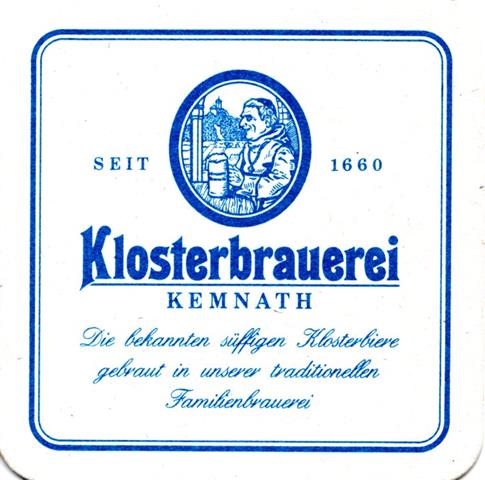 SEIT 1660
Klosterbrauerei
KEMNATH
Die bekannten süffigen Klosterbiere
gebraut in unserer traditionellen
Familienbrauerei